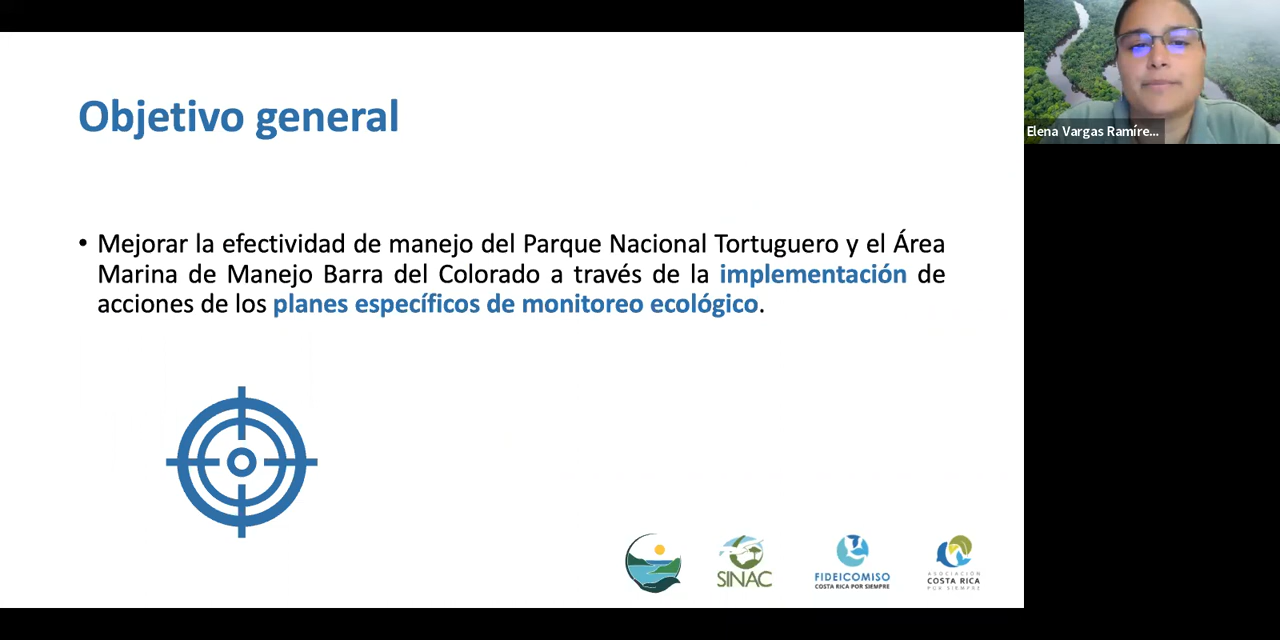 Objetivo general
Elena Vargas Ramíre...
• Mejorar la efectividad de manejo del Parque Nacional Tortuguero y el Área
Marina de Manejo Barra del Colorado a través de la implementación de
acciones de los planes específicos de monitoreo ecológico.
SINAC
FIDEICOMISO
COSTA RICA POR SIEMPRE
ASOCIACIÓN
COSTA RICA
POR SIEMPRE